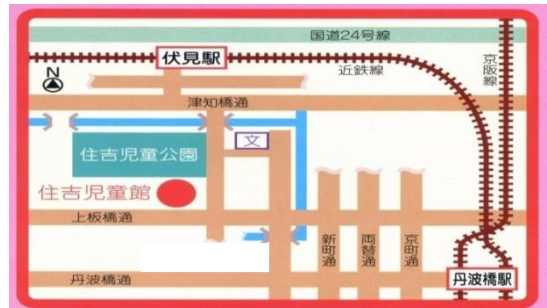 国道24号線
伏見駅
近鉄線
京阪線
N
津知橋通
文
住吉児童公園
住吉児童館
上板橋通
新町通
両替通
京町通
丹波橋通
丹波橋駅